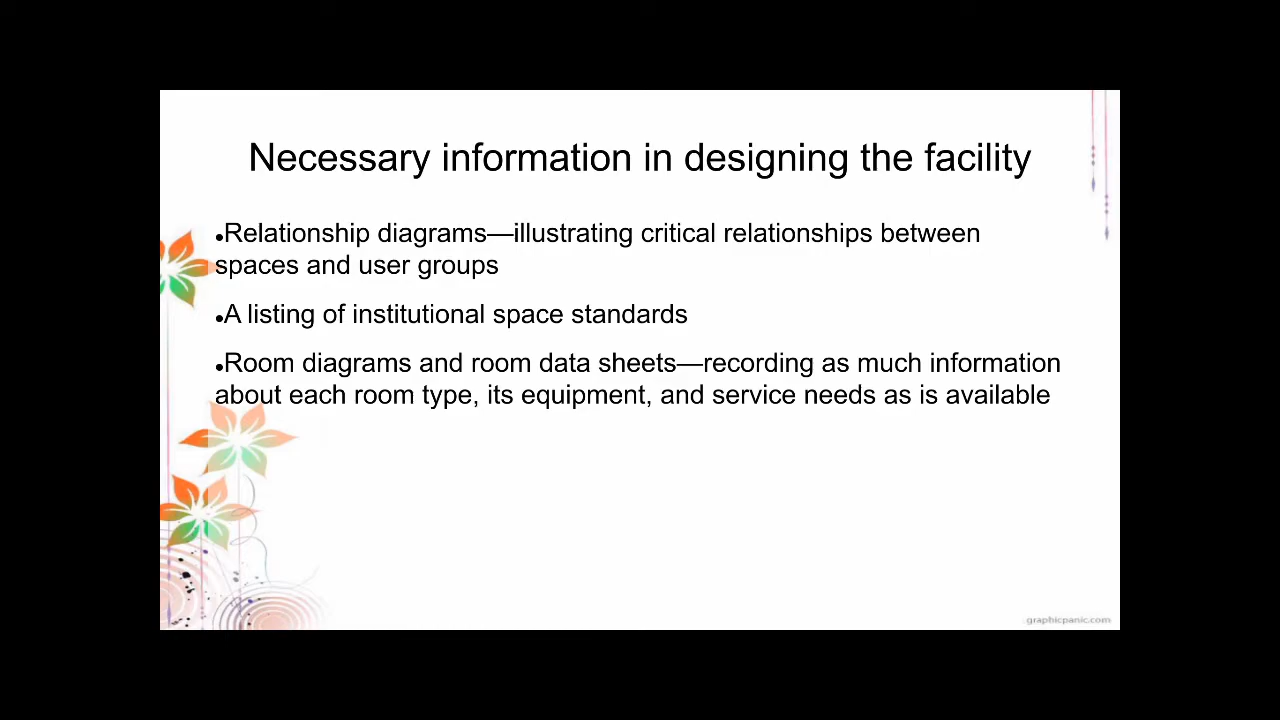 Necessary information in designing the facility
●Relationship diagrams—illustrating critical relationships between
spaces and user groups
●A listing of institutional space standards
●Room diagrams and room data sheets—recording as much information
about each room type, its equipment, and service needs as is available
graphicpanic.com